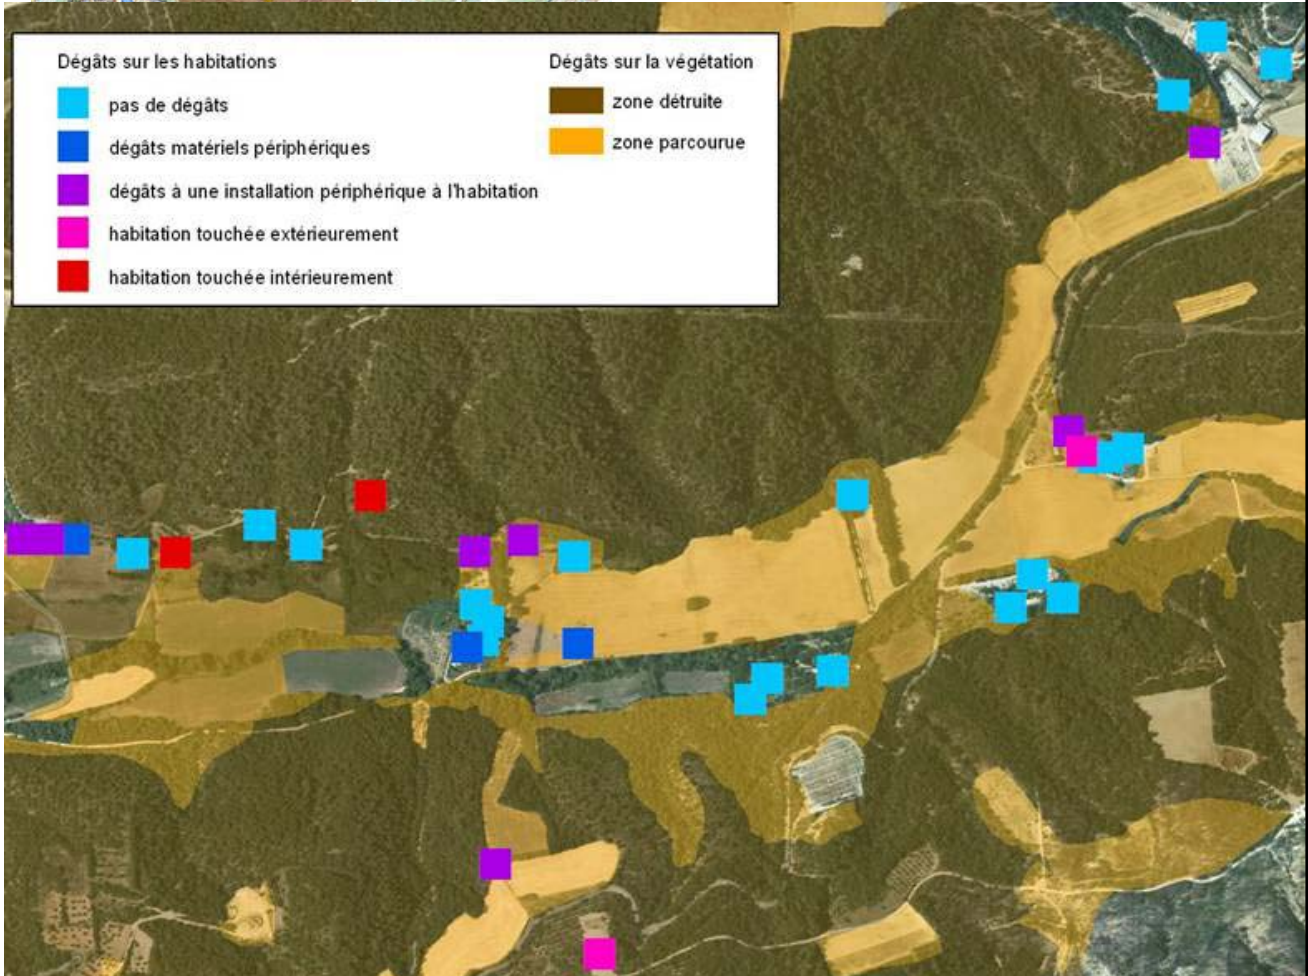 Dégâts sur les habitations
pas de dégâts
dégâts matériels périphériques
dégâts à une installation périphérique à l'habitation
habitation touchée extérieurement
habitation touchée intérieurement
Dégâts sur la végétation
zone détruite
zone parcourue